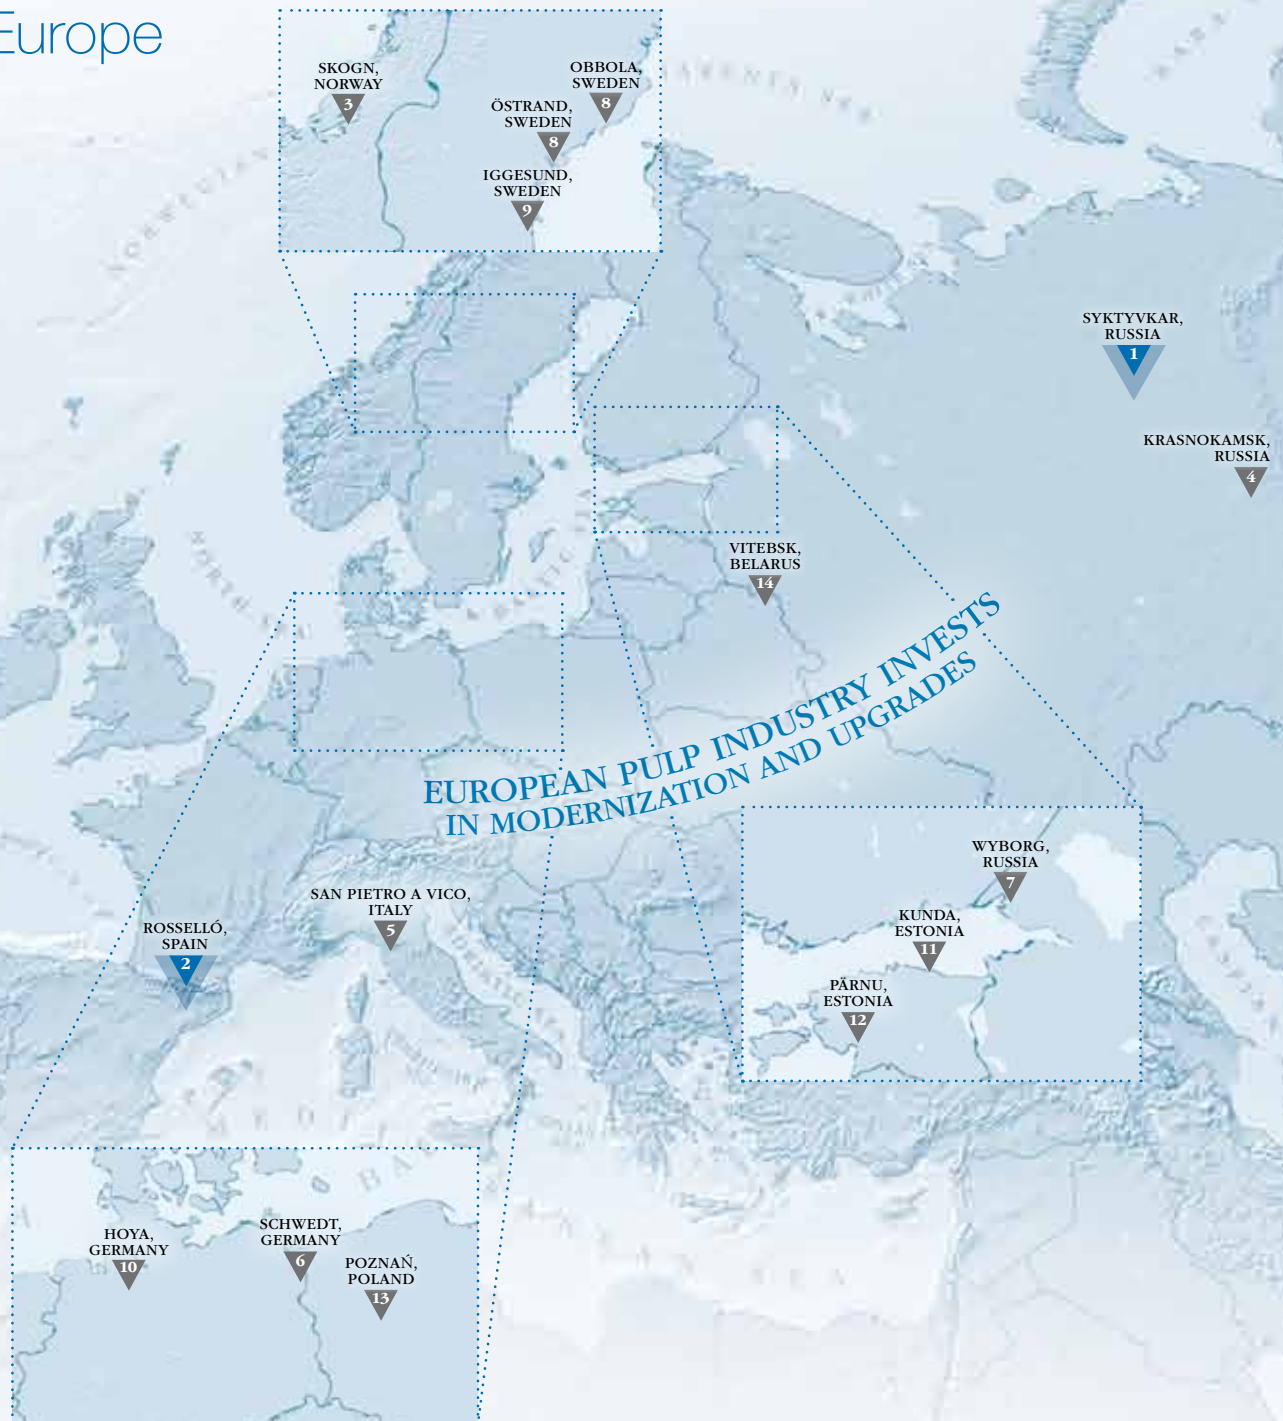 Europe
SKOGN,
NORWAY
3
OBBOLA,
SWEDEN
8
ÖSTRAND,
SWEDEN
8
IGGESUND,
SWEDEN
9
SYKTYVKAR,
RUSSIA
1
KRASNOKAMSK,
RUSSIA
4
VITEBSK,
BELARUS
14
EUROPEAN PULP INDUSTRY INVESTS
IN MODERNIZATION AND UPGRADES
WYBORG,
RUSSIA
7
KUNDA,
ESTONIA
11
PÄRNU,
ESTONIA
12
SAN PIETRO A VICO,
ITALY
5
ROSSELLÓ,
SPAIN
2
HOYA,
GERMANY
10
SCHWEDT,
GERMANY
6
POZNAŃ,
POLAND
13